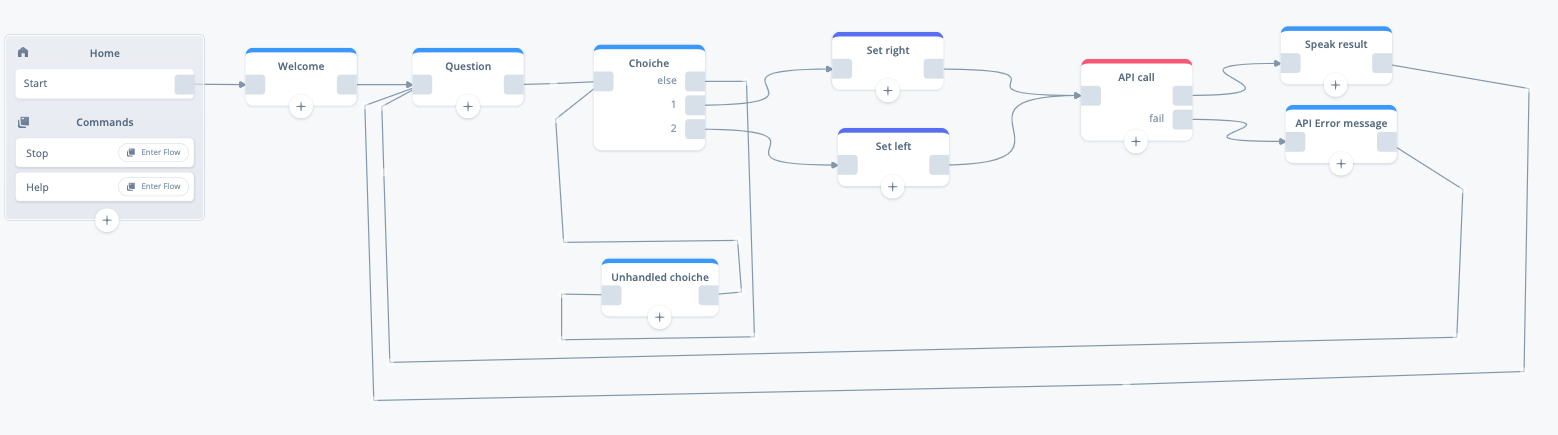 Home
Start
Commands
Stop
Enter Flow
Help
Enter Flow
Welcome
Question
Choiche
else
1
2
Unhandled choiche
Set right
Set left
API call
fail
Speak result
API Error message